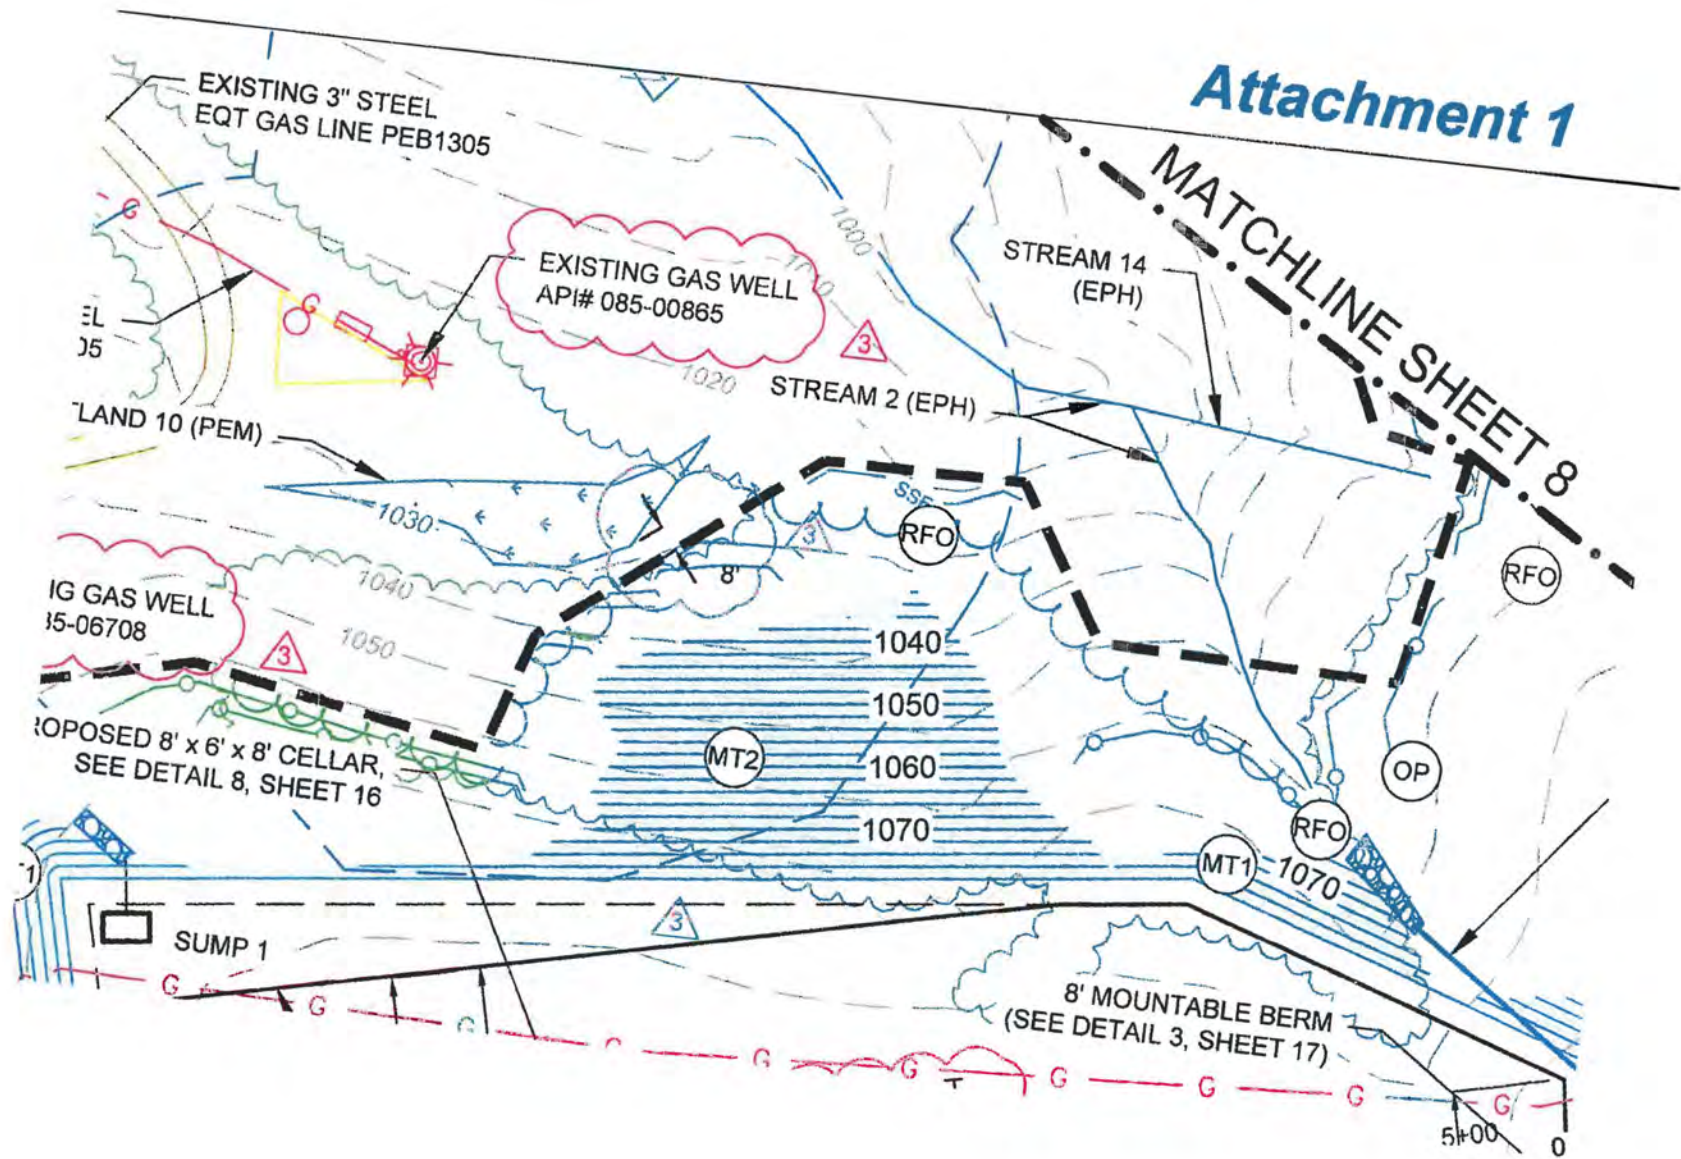 Attachment 1
EXISTING 3" STEEL
EQT GAS LINE PEB1305
MATCHLINE SHEET 8
1000
STREAM 14
(EPH)
EXISTING GAS WELL
API# 085-00865
G
G
EL
05
3
1020
STREAM 2 (EPH)
LAND 10 (PEM)
1030
SSF
RFO
3
RFO
8'
1040
IG GAS WELL
35-06708
3
1050
1040
1050
1060
1070
MT2
OP
OPOSED 8' x 6' x 8' CELLAR,
SEE DETAIL 8, SHEET 16
RFO
MT1
1070
1
3
SUMP 1
8' MOUNTABLE BERM
(SEE DETAIL 3, SHEET 17)
G
G
G
G
G
G
G
G
G
5+00
0